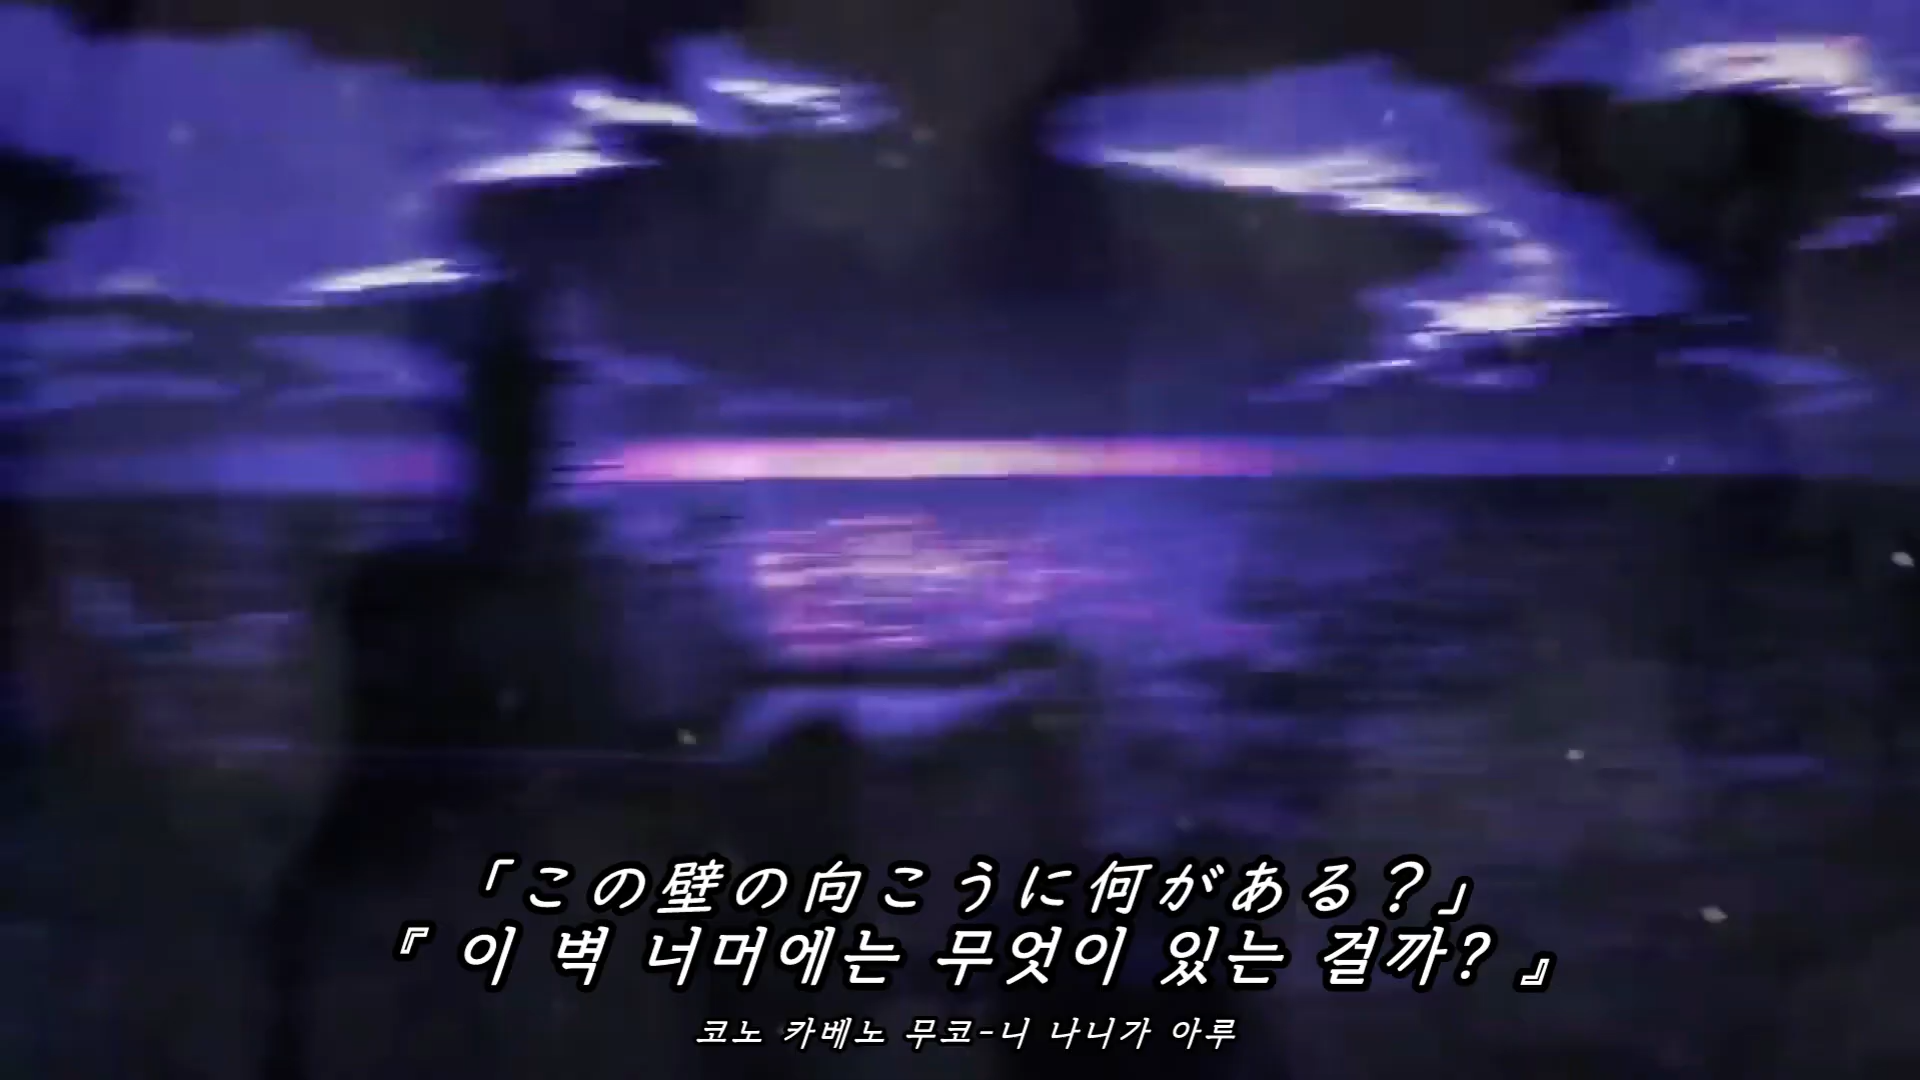 「この壁の向こうに何がある？」
『 이 벽 너머에는 무엇이 있는 걸까? 』
코노 카베노 무코-니 나니가 아루